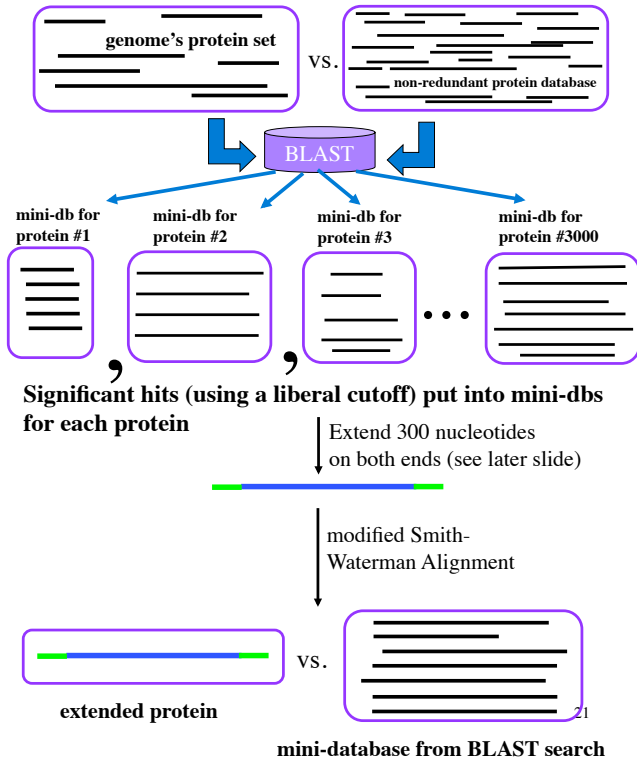 genome's protein set
vs.
non-redundant protein database
BLAST
mini-db for
protein #1
mini-db for
protein #2
mini-db for
protein #3
mini-db for
protein #3000
...
,
,
Significant hits (using a liberal cutoff) put into mini-dbs
for each protein
Extend 300 nucleotides
on both ends (see later slide)
modified Smith-
Waterman Alignment
vs.
extended protein
21
mini-database from BLAST search